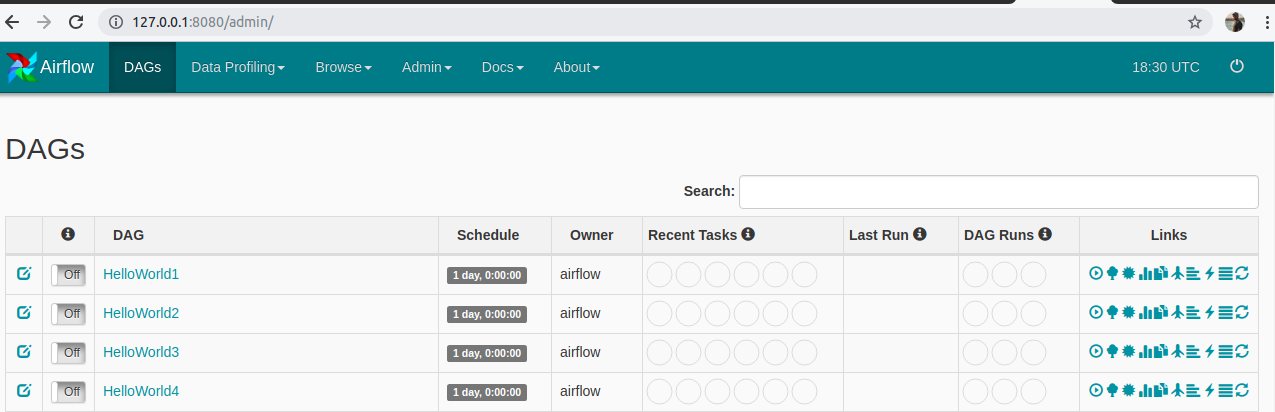 127.0.0.1:8080/admin/
Airflow DAGs Data Profiling Browse Admin Docs About 18:30 UTC
DAGs
Search:
DAG Schedule Owner Recent Tasks Last Run DAG Runs Links
Off HelloWorld1 1 day, 0:00:00 airflow
Off HelloWorld2 1 day, 0:00:00 airflow
Off HelloWorld3 1 day, 0:00:00 airflow
Off HelloWorld4 1 day, 0:00:00 airflow